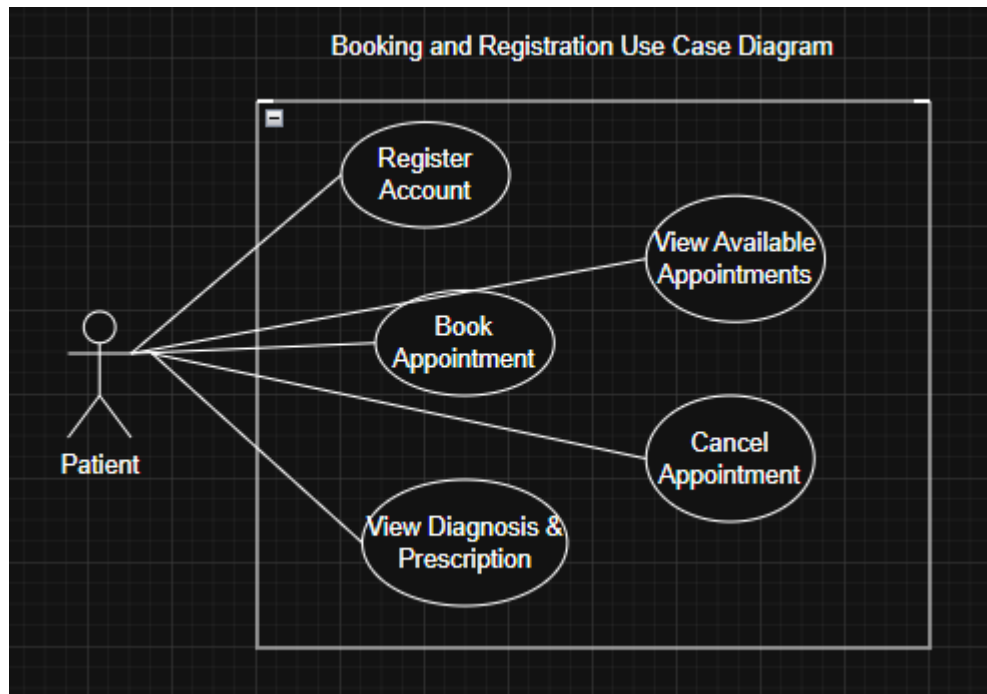 Booking and Registration Use Case Diagram
Register
Account
View Available
Appointments
Book
Appointment
Patient
Cancel
Appointment
View Diagnosis &
Prescription